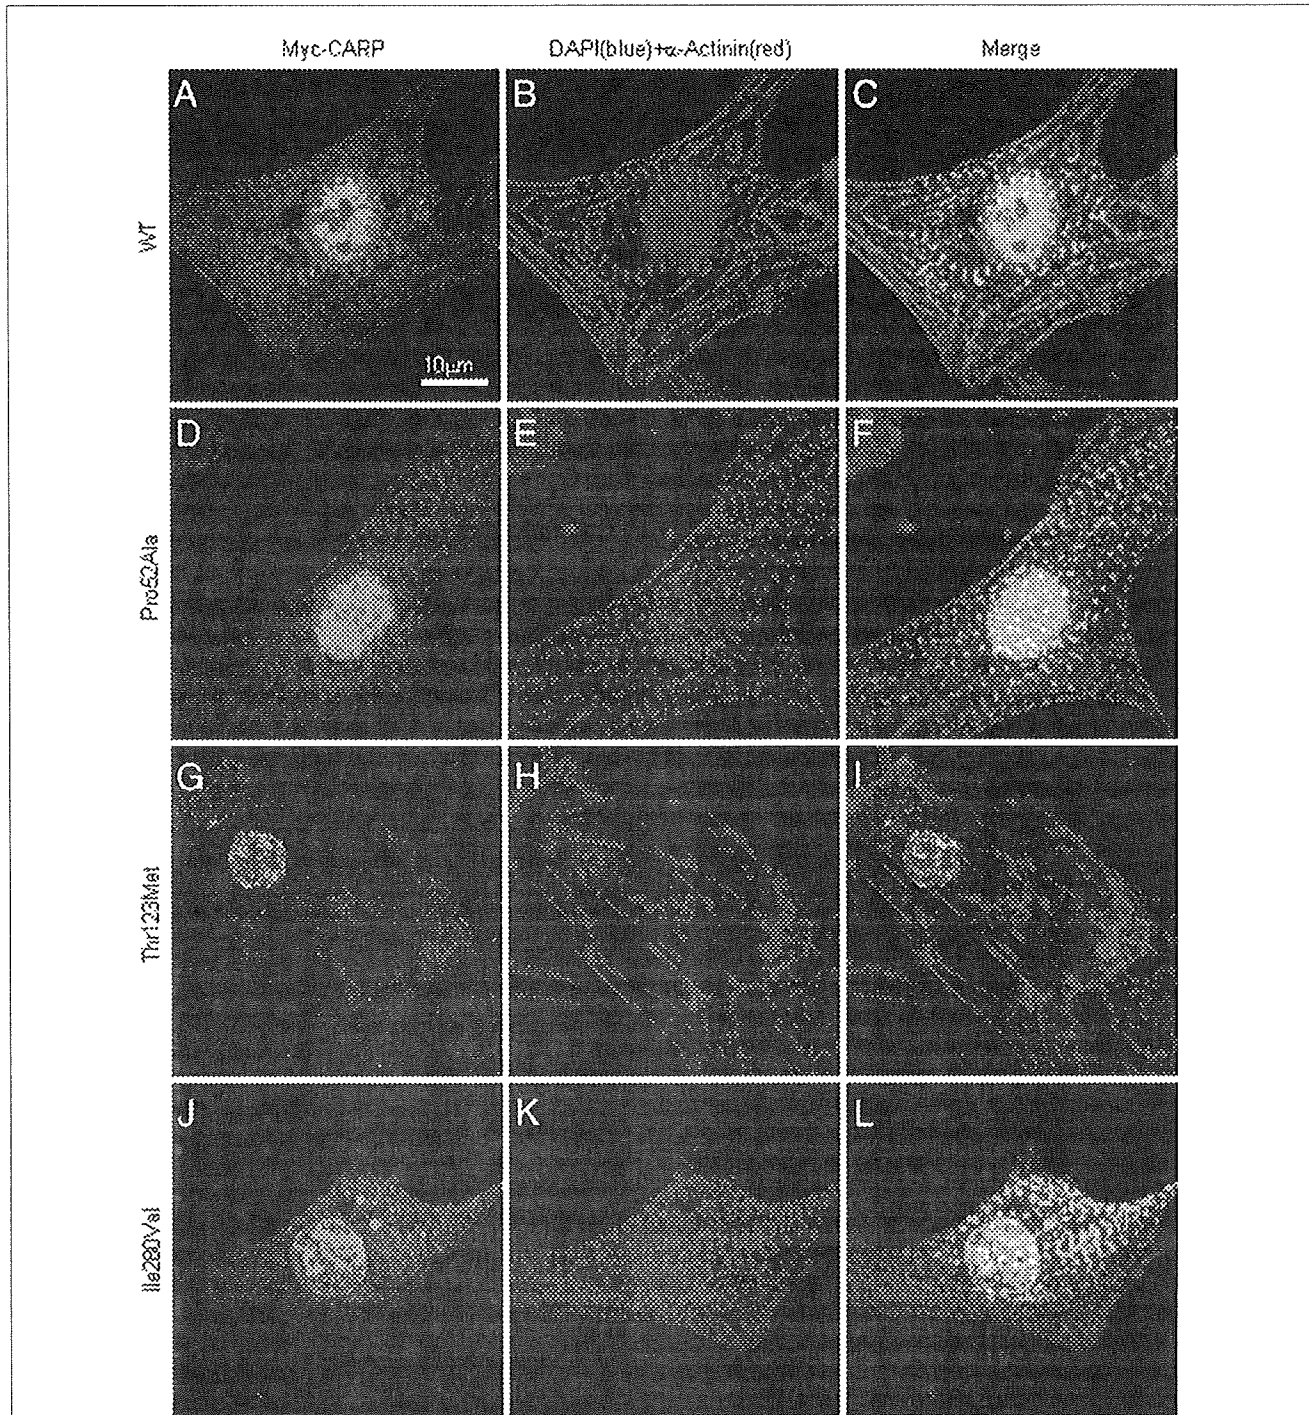 Myc-CARP
DAPI(blue)+α-Actinin(red)
Merge
WT
A
B
C
10μm
Pro52Ala
D
E
F
Thr123Met
G
H
I
Ile280Val
J
K
L